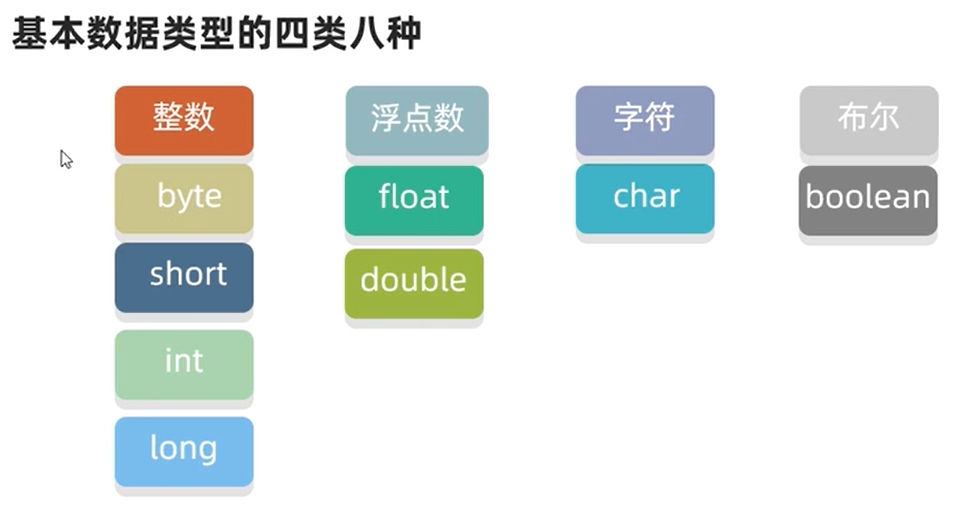 基本数据类型的四类八种
整数
浮点数
字符
布尔
byte
float
char
boolean
short
double
int
long